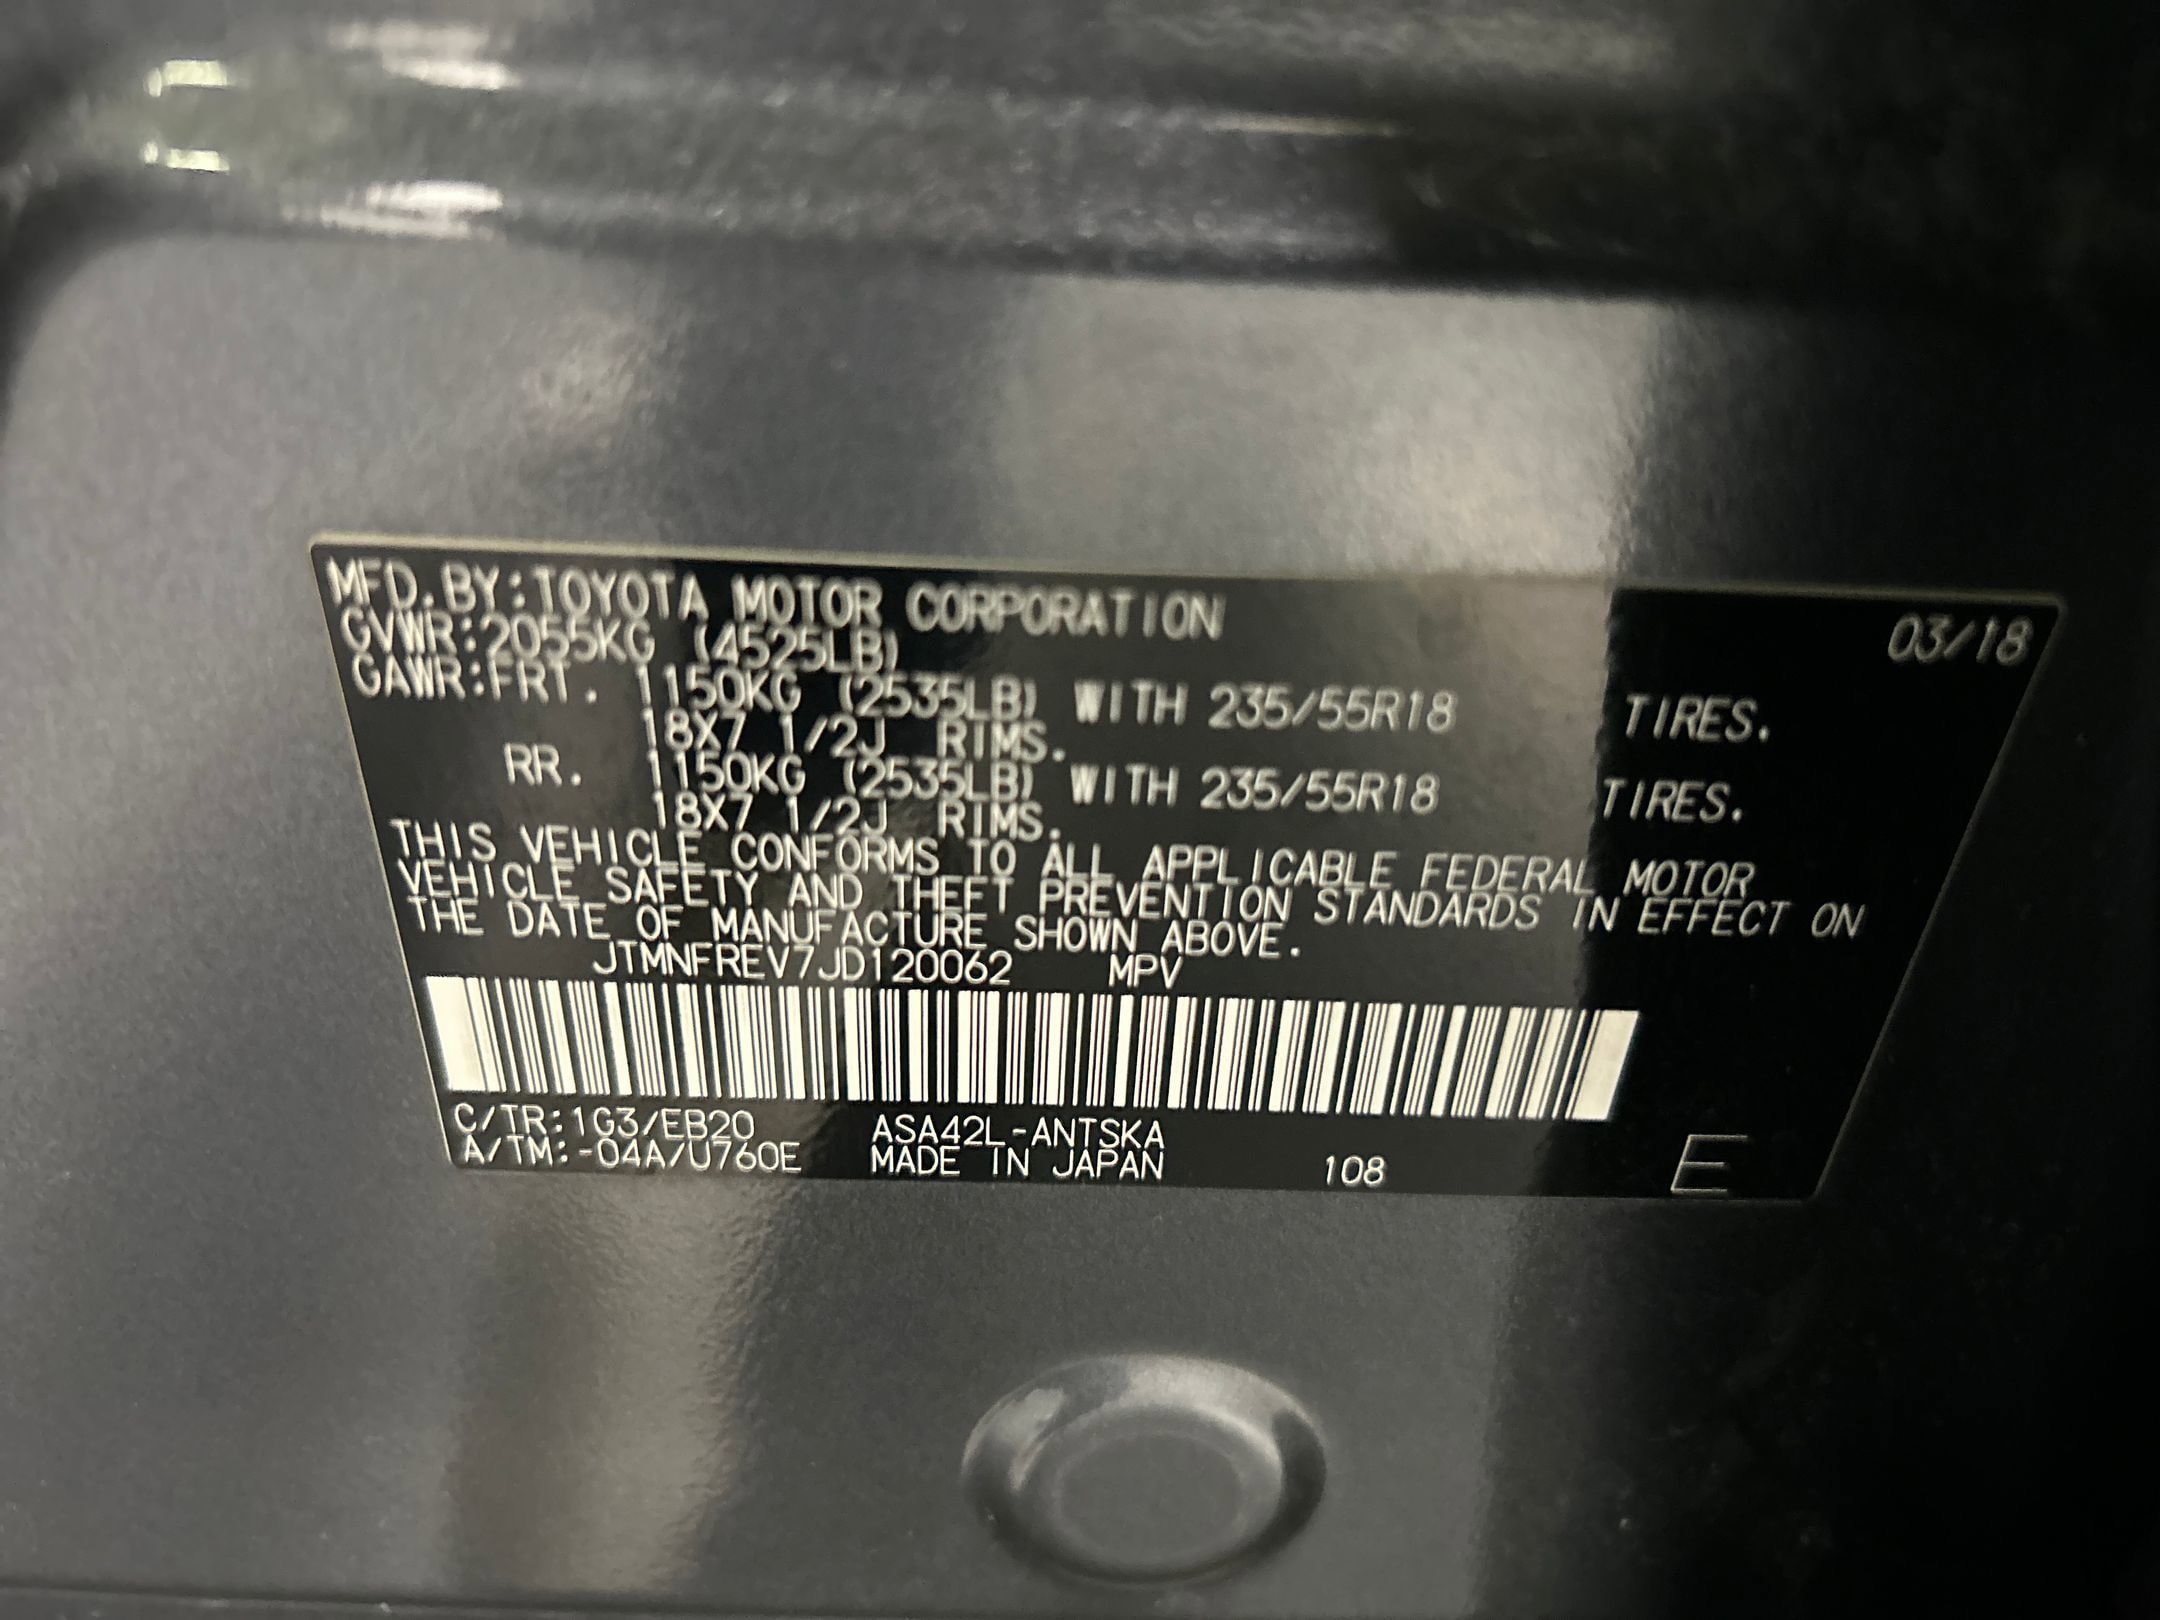 MFD.BY:TOYOTA MOTOR CORPORATION 03/18
GVWR:2055KG (4525LB)
GAWR:FRT. 1150KG (2535LB) WITH 235/55R18 TIRES.
18X7 1/2J RIMS.
RR. 1150KG (2535LB) WITH 235/55R18 TIRES.
18X7 1/2J RIMS.
THIS VEHICLE CONFORMS TO ALL APPLICABLE FEDERAL MOTOR
VEHICLE SAFETY AND THEFT PREVENTION STANDARDS IN EFFECT ON
THE DATE OF MANUFACTURE SHOWN ABOVE.
JTMNFREV7JD120062 MPV
C/TR:1G3/EB20 ASA42L-ANTSKA
A/TM:-04A/U760E MADE IN JAPAN 108 E